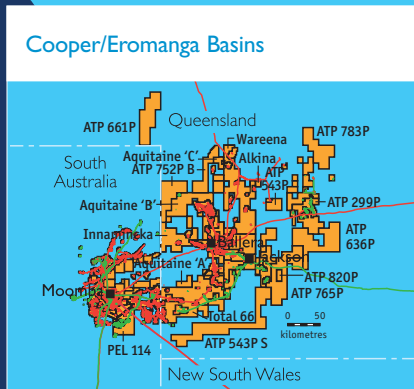 Cooper/Eromanga Basins
Queensland
ATP 661P
Wareena
ATP 783P
South
Australia
Aquitaine 'C'
Alkina
ATP 752P B
ATP
543P
Aquitaine 'B'
ATP 299P
Innamincka
Ballera
ATP
636P
Aquitaine 'A'
Jackson
ATP 820P
Moomba
ATP 765P
Total 66
0 50
kilometres
PEL 114
ATP 543P S
New South Wales